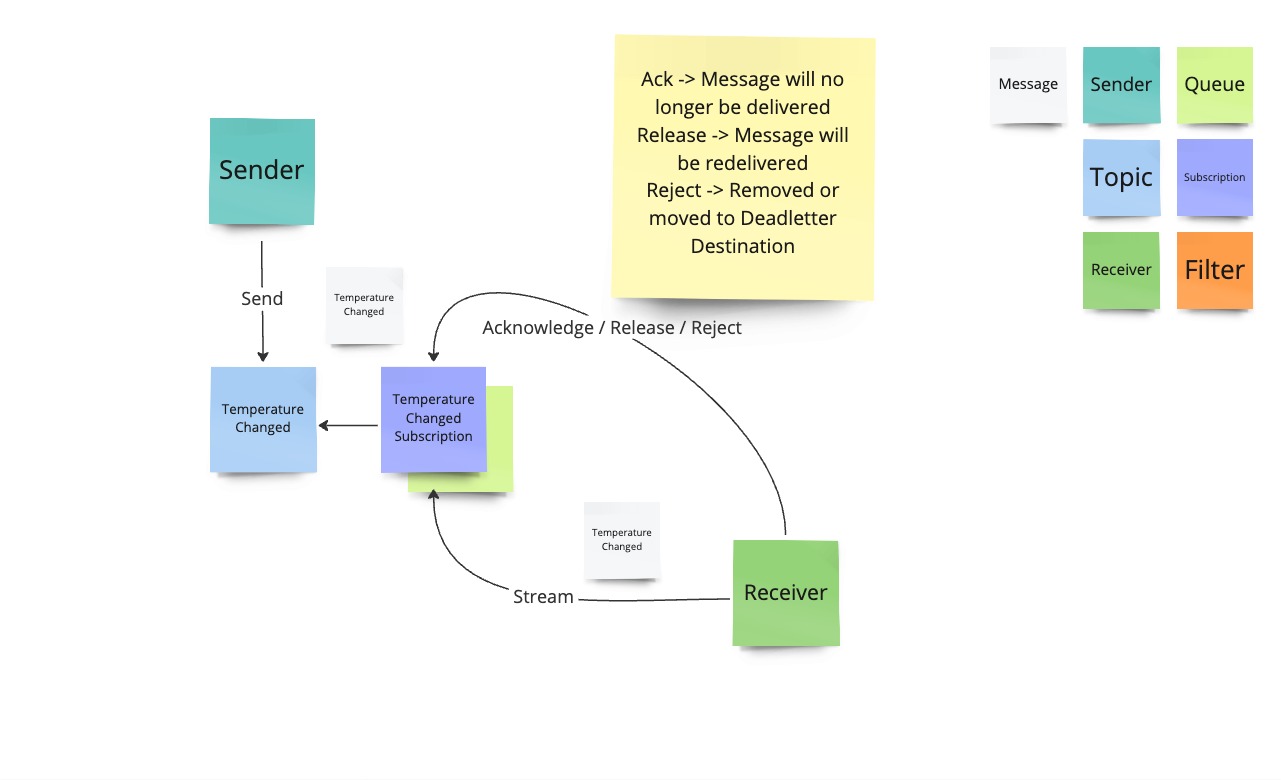 Ack -> Message will no
longer be delivered
Release -> Message will
be redelivered
Reject -> Removed or
moved to Deadletter
Destination
Message
Sender
Queue
Topic
Subscription
Receiver
Filter
Sender
Send
Temperature
Changed
Acknowledge / Release / Reject
Temperature
Changed
Temperature
Changed
Subscription
Temperature
Changed
Stream
Receiver